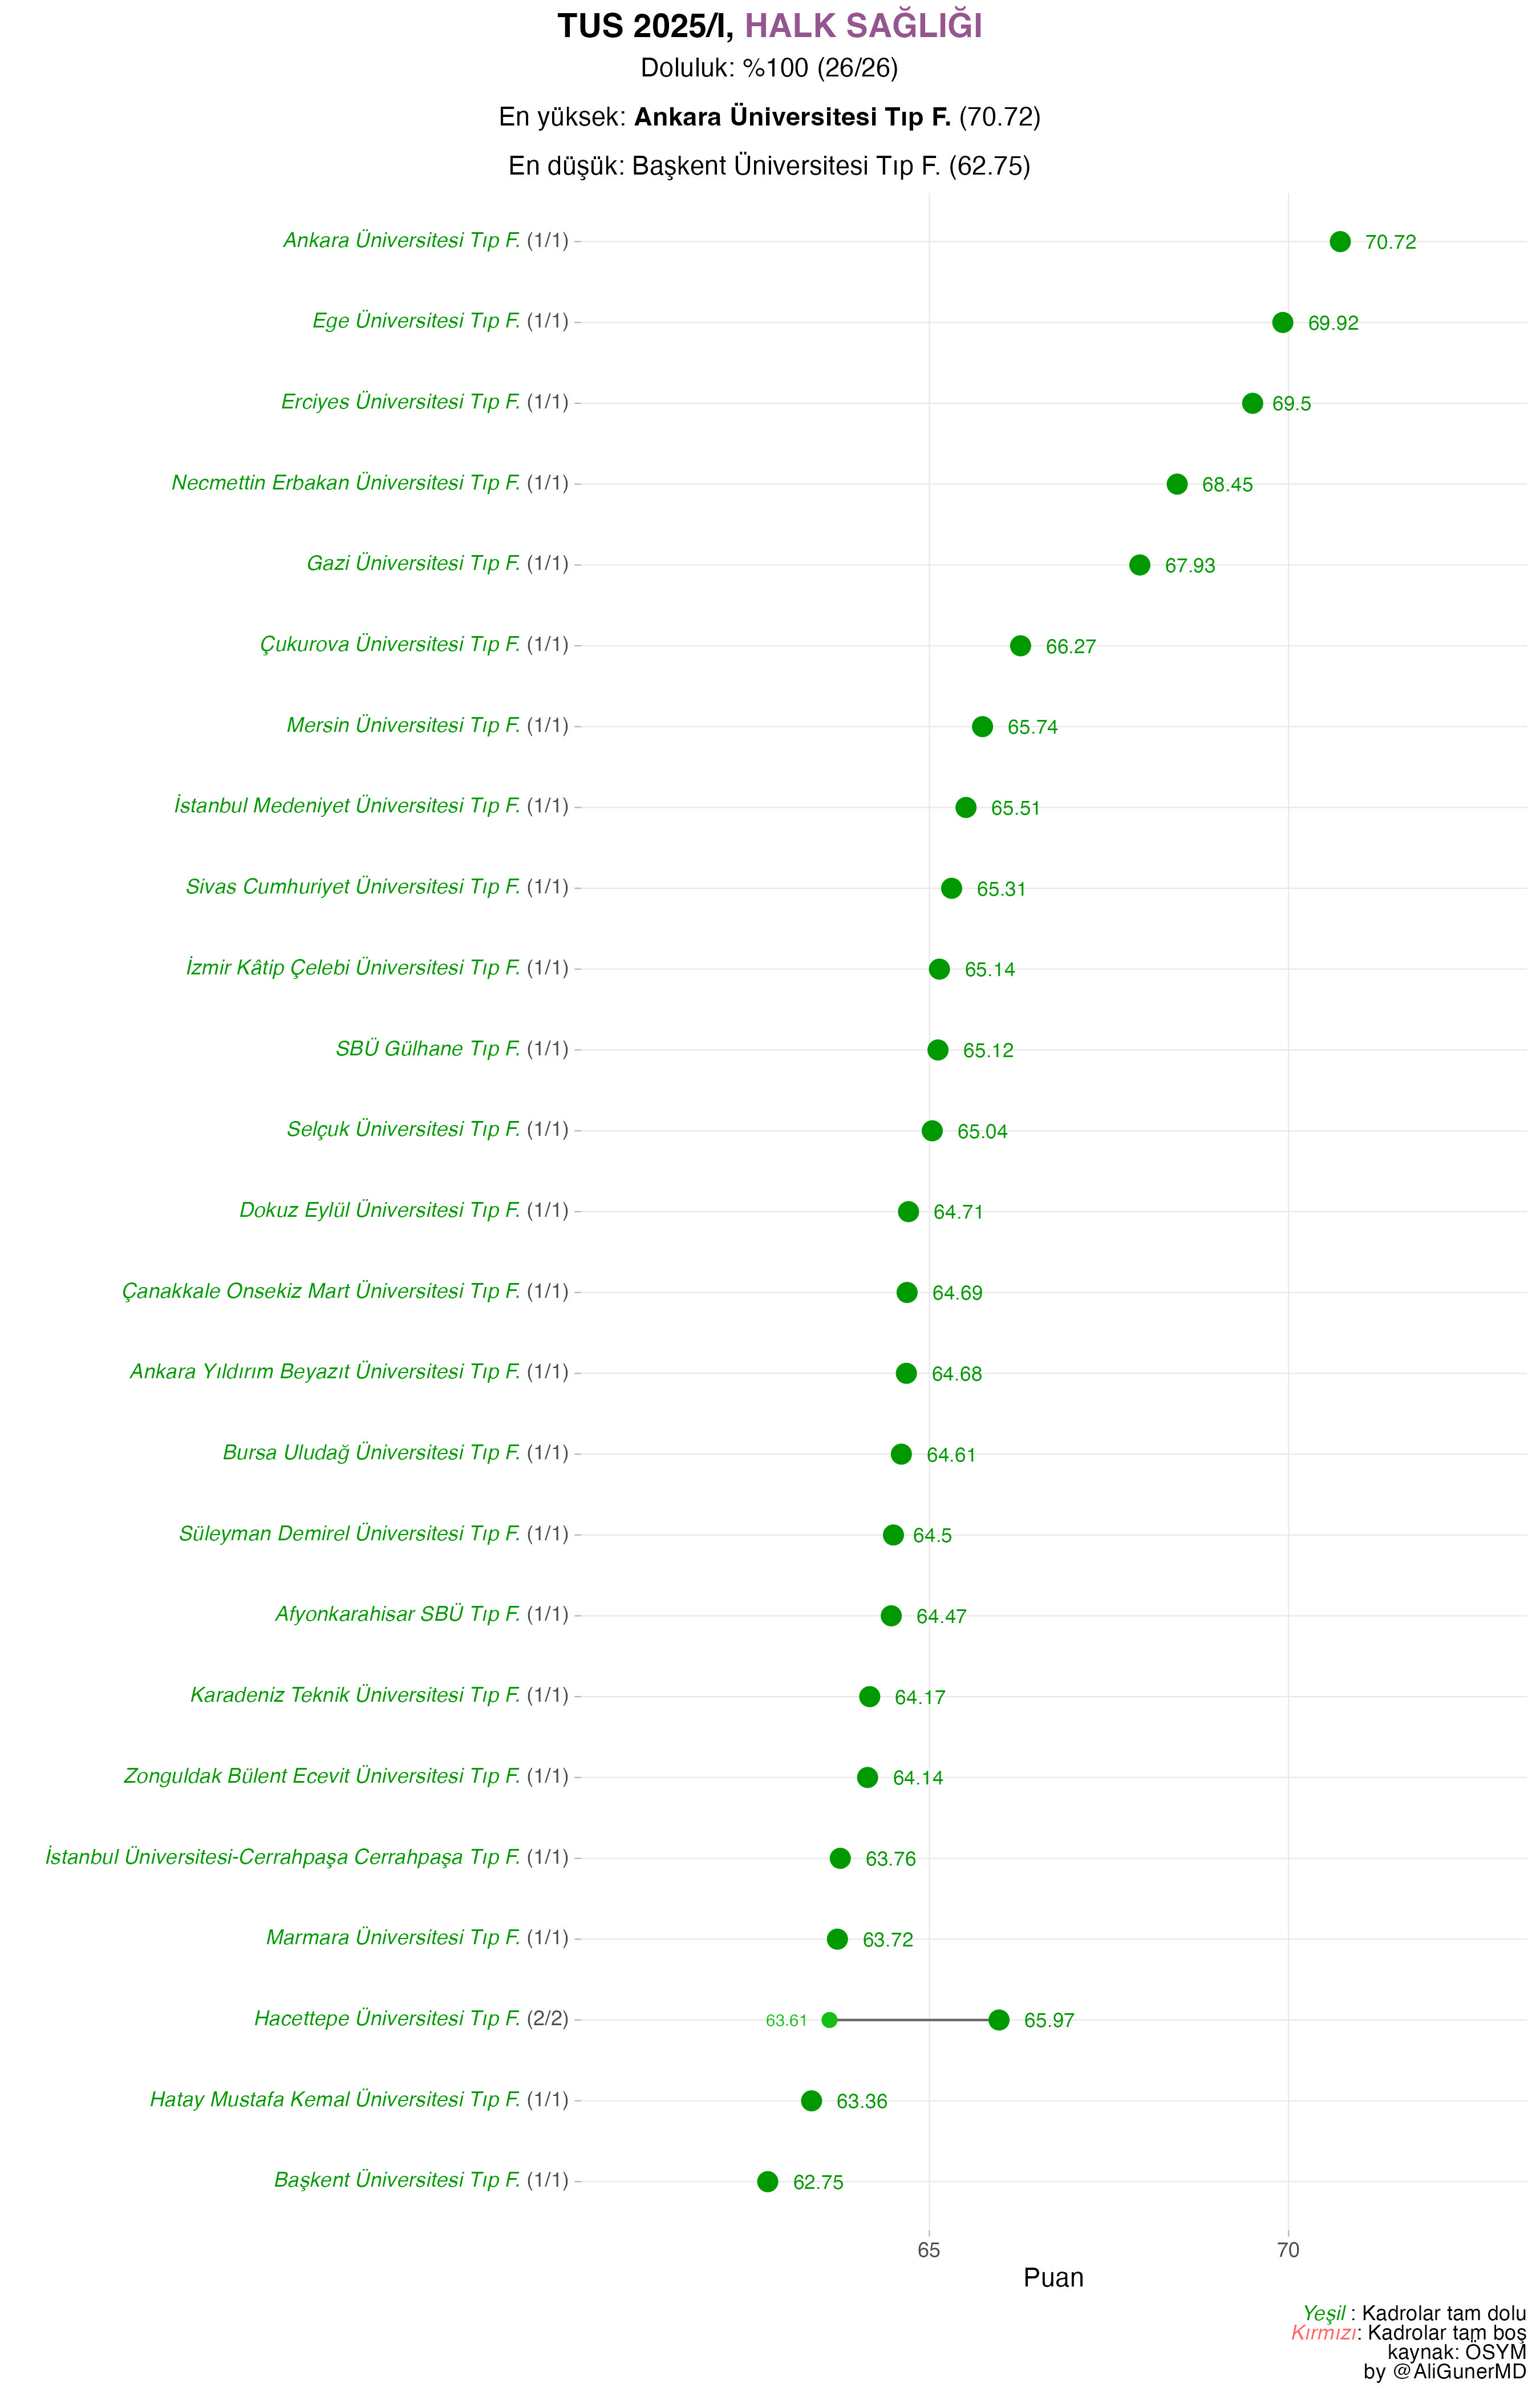 TUS 2025/I, HALK SAĞLIĞI
Doluluk: %100 (26/26)
En yüksek: Ankara Üniversitesi Tıp F. (70.72)
En düşük: Başkent Üniversitesi Tıp F. (62.75)
Ankara Üniversitesi Tıp F. (1/1) 70.72
Ege Üniversitesi Tıp F. (1/1) 69.92
Erciyes Üniversitesi Tıp F. (1/1) 69.5
Necmettin Erbakan Üniversitesi Tıp F. (1/1) 68.45
Gazi Üniversitesi Tıp F. (1/1) 67.93
Çukurova Üniversitesi Tıp F. (1/1) 66.27
Mersin Üniversitesi Tıp F. (1/1) 65.74
İstanbul Medeniyet Üniversitesi Tıp F. (1/1) 65.51
Sivas Cumhuriyet Üniversitesi Tıp F. (1/1) 65.31
İzmir Kâtip Çelebi Üniversitesi Tıp F. (1/1) 65.14
SBÜ Gülhane Tıp F. (1/1) 65.12
Selçuk Üniversitesi Tıp F. (1/1) 65.04
Dokuz Eylül Üniversitesi Tıp F. (1/1) 64.71
Çanakkale Onsekiz Mart Üniversitesi Tıp F. (1/1) 64.69
Ankara Yıldırım Beyazıt Üniversitesi Tıp F. (1/1) 64.68
Bursa Uludağ Üniversitesi Tıp F. (1/1) 64.61
Süleyman Demirel Üniversitesi Tıp F. (1/1) 64.5
Afyonkarahisar SBÜ Tıp F. (1/1) 64.47
Karadeniz Teknik Üniversitesi Tıp F. (1/1) 64.17
Zonguldak Bülent Ecevit Üniversitesi Tıp F. (1/1) 64.14
İstanbul Üniversitesi-Cerrahpaşa Cerrahpaşa Tıp F. (1/1) 63.76
Marmara Üniversitesi Tıp F. (1/1) 63.72
Hacettepe Üniversitesi Tıp F. (2/2) 63.61 65.97
Hatay Mustafa Kemal Üniversitesi Tıp F. (1/1) 63.36
Başkent Üniversitesi Tıp F. (1/1) 62.75
65 70
Puan
Yeşil : Kadrolar tam dolu
Kırmızı: Kadrolar tam boş
kaynak: ÖSYM
by @AliGunerMD